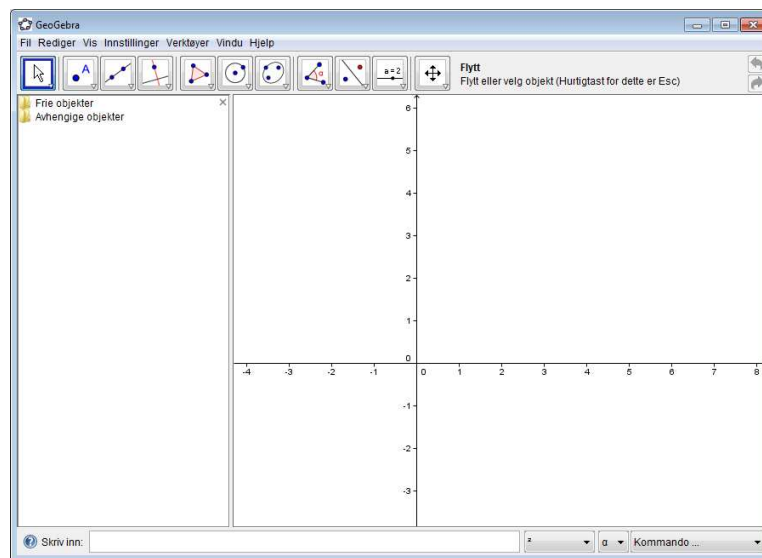 GeoGebra
Fil Rediger Vis Innstillinger Verktøyer Vindu Hjelp
A
α
a = 2
Flytt
Flytt eller velg objekt (Hurtigtast for dette er Esc)
Frie objekter
Avhengige objekter
6
5
4
3
2
1
0
-4 -3 -2 -1 0 1 2 3 4 5 6 7 8
-1
-2
-3
Skriv inn: ² α Kommando ...